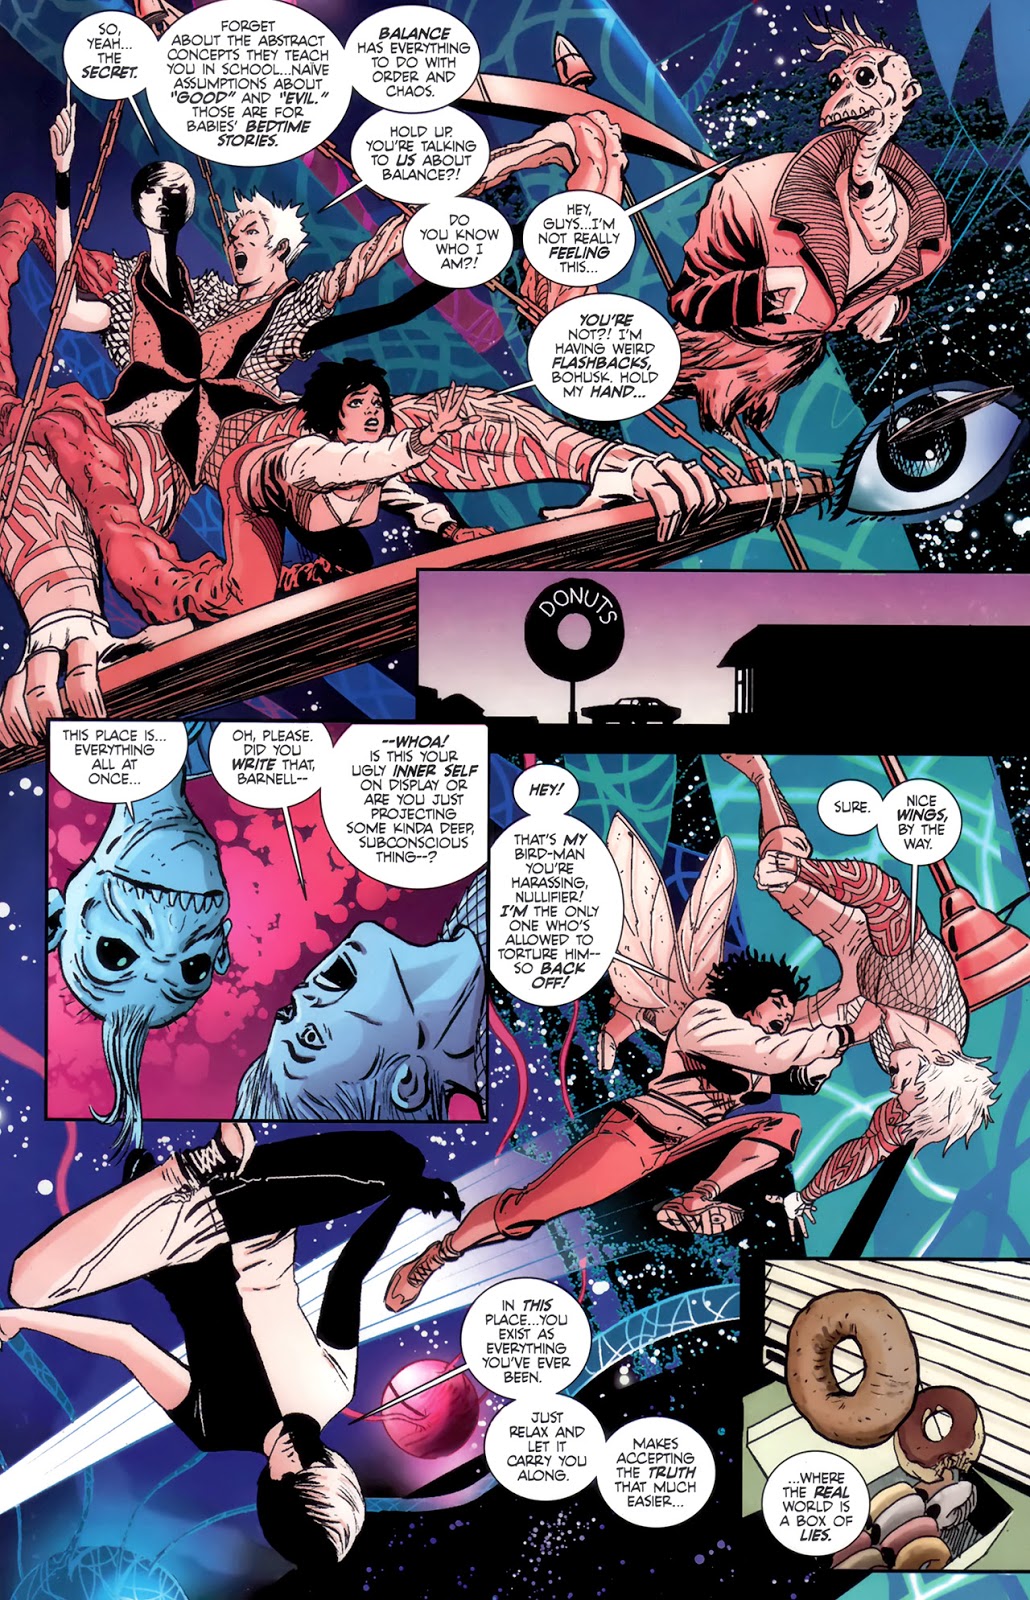 SO,
YEAH...
THE
SECRET.
FORGET
ABOUT THE ABSTRACT
CONCEPTS THEY TEACH
YOU IN SCHOOL...NAÏVE
ASSUMPTIONS ABOUT
"GOOD" AND "EVIL."
THOSE ARE FOR
BABIES' BEDTIME
STORIES.
BALANCE
HAS EVERYTHING
TO DO WITH
ORDER AND
CHAOS.
HOLD UP.
YOU'RE TALKING
TO US ABOUT
BALANCE?!
DO
YOU KNOW
WHO I
AM?!
HEY,
GUYS...I'M
NOT REALLY
FEELING
THIS...
YOU'RE
NOT?! I'M
HAVING WEIRD
FLASHBACKS,
BOHUSK. HOLD
MY HAND...
DONUTS
THIS PLACE IS...
EVERYTHING
ALL AT
ONCE...
OH, PLEASE.
DID YOU
WRITE THAT,
BARNELL--
--WHOA!
IS THIS YOUR
UGLY INNER SELF
ON DISPLAY OR
ARE YOU JUST
PROJECTING
SOME KINDA DEEP,
SUBCONSCIOUS
THING--?
HEY!
THAT'S MY
BIRD-MAN
YOU'RE
HARASSING,
NULLIFIER!
I'M THE ONLY
ONE WHO'S
ALLOWED TO
TORTURE HIM--
SO BACK
OFF!
SURE.
NICE
WINGS,
BY THE
WAY.
IN THIS
PLACE...YOU
EXIST AS
EVERYTHING
YOU'VE EVER
BEEN.
JUST
RELAX AND
LET IT
CARRY YOU
ALONG.
MAKES
ACCEPTING
THE TRUTH
THAT MUCH
EASIER...
...WHERE
THE REAL
WORLD IS
A BOX OF
LIES.